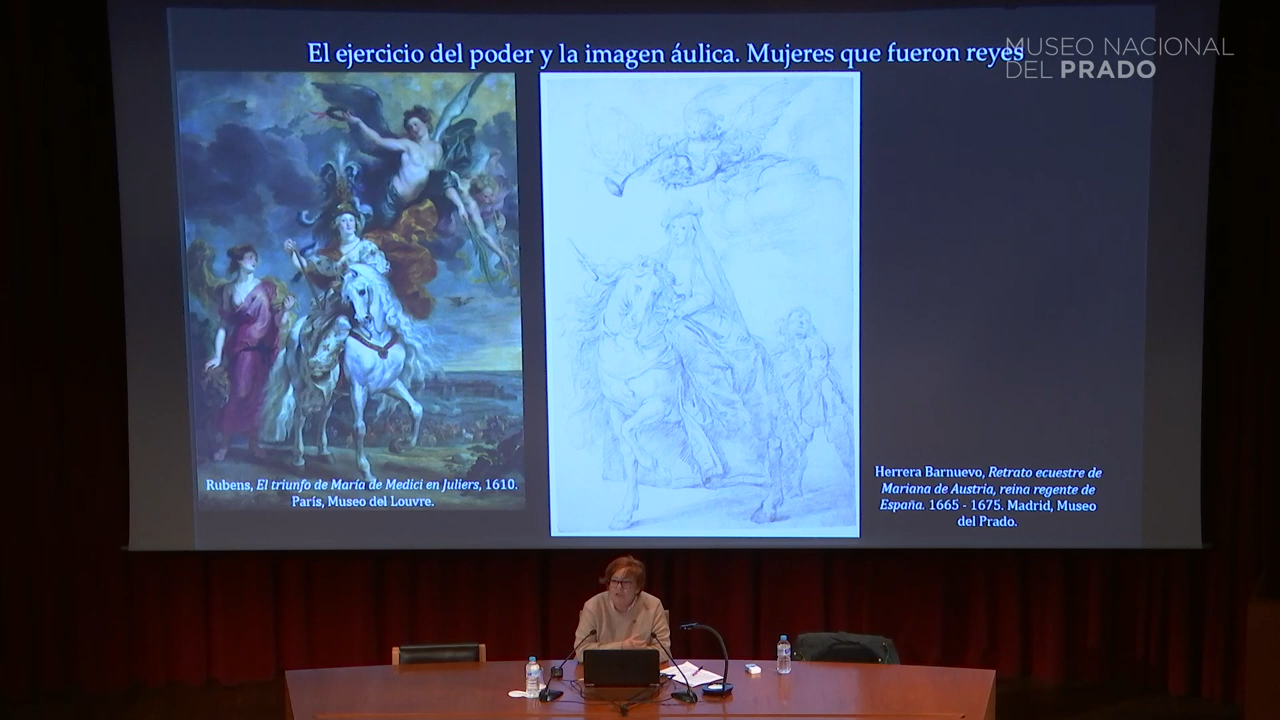 El ejercicio del poder y la imagen áulica. Mujeres que fueron reyes
MUSEO NACIONAL
DEL PRADO
Rubens, El triunfo de María de Medici en Juliers, 1610.
París, Museo del Louvre.
Herrera Barnuevo, Retrato ecuestre de
Mariana de Austria, reina regente de
España. 1665 - 1675. Madrid, Museo
del Prado.